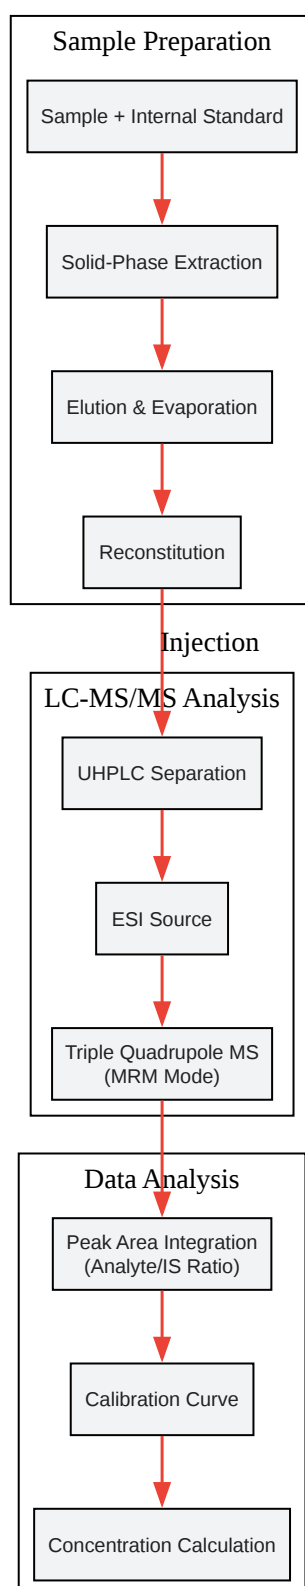 Sample Preparation
Sample + Internal Standard
Solid-Phase Extraction
Elution & Evaporation
Reconstitution
Injection
LC-MS/MS Analysis
UHPLC Separation
ESI Source
Triple Quadrupole MS
(MRM Mode)
Data Analysis
Peak Area Integration
(Analyte/IS Ratio)
Calibration Curve
Concentration Calculation